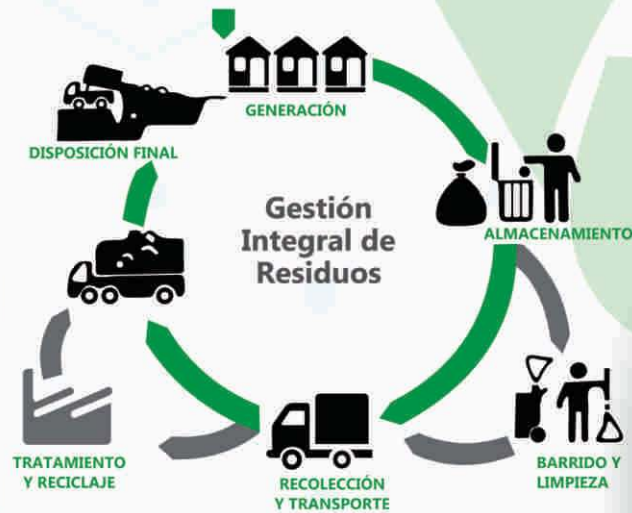 GENERACIÓN
DISPOSICIÓN FINAL
Gestión
Integral de
Residuos
ALMACENAMIENTO
TRATAMIENTO
Y RECICLAJE
RECOLECCIÓN
Y TRANSPORTE
BARRIDO Y
LIMPIEZA